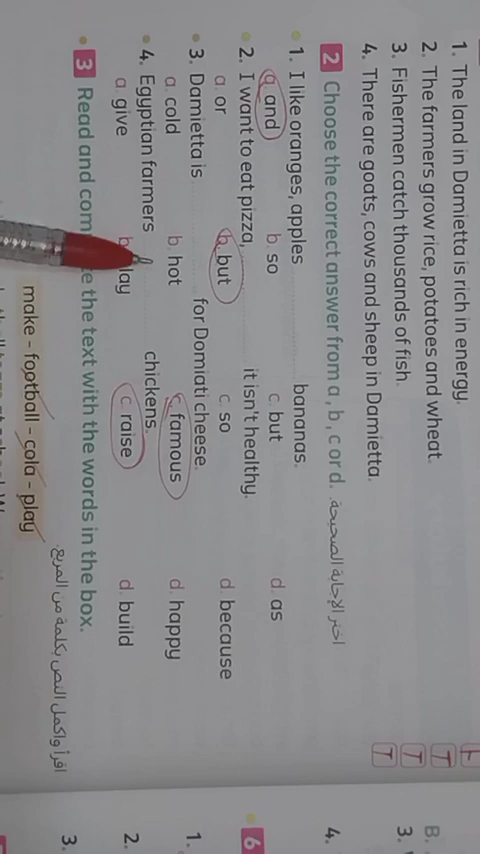 1. The land in Damietta is rich in energy.
2. The farmers grow rice, potatoes and wheat. T
3. Fishermen catch thousands of fish. T
4. There are goats, cows and sheep in Damietta. T
2 Choose the correct answer from a, b, c or d. اختر الإجابة الصحيحة.
1. I like oranges, apples bananas.
a. and b. so c. but d. as
2. I want to eat pizza, it isn't healthy.
a. or b. but c. so d. because
3. Damietta is for Domiati cheese.
a. cold b. hot c. famous d. happy
4. Egyptian farmers chickens.
a. give b. play c. raise d. build
3 Read and com e the text with the words in the box.
اقرأ وأكمل النص بكلمة من المربع.
make - football - cola - play
B.
3.
4.
6
1.
2.
3.